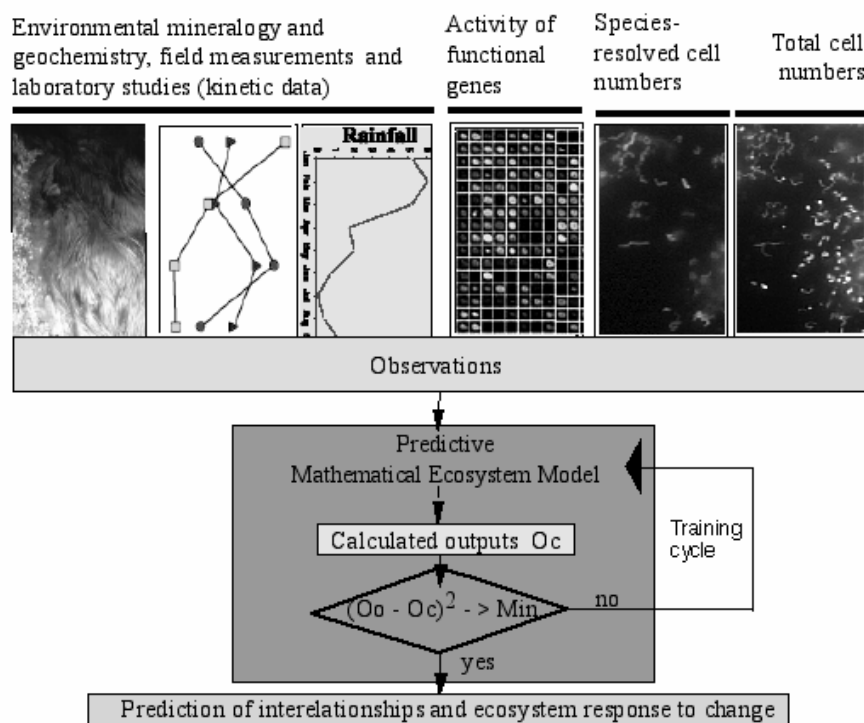 Environmental mineralogy and
geochemistry, field measurements and
laboratory studies (kinetic data)
Activity of
functional
genes
Species-
resolved cell
numbers
Total cell
numbers
Rainfall
Observations
Predictive
Mathematical Ecosystem Model
Calculated outputs Oc
Training
cycle
(Oo - Oc)² - > Min
no
yes
Prediction of interelationships and ecosystem response to change